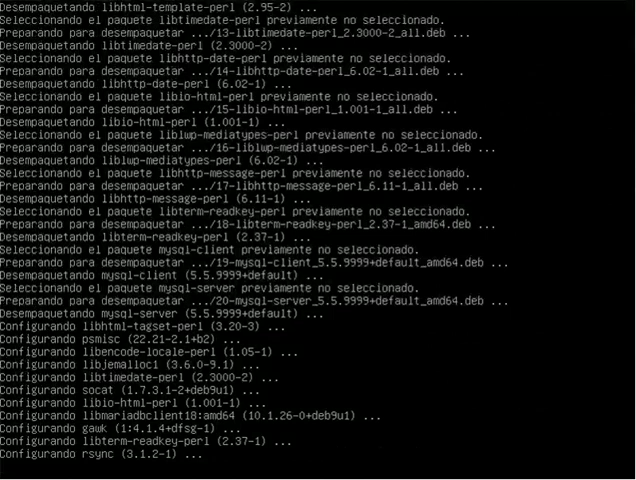 Desempaquetando libhtml-template-perl (2.95-2) ...
Seleccionando el paquete libtimedate-perl previamente no seleccionado.
Preparando para desempaquetar .../13-libtimedate-perl_2.3000-2_all.deb ...
Desempaquetando libtimedate-perl (2.3000-2) ...
Seleccionando el paquete libhttp-date-perl previamente no seleccionado.
Preparando para desempaquetar .../14-libhttp-date-perl_6.02-1_all.deb ...
Desempaquetando libhttp-date-perl (6.02-1) ...
Seleccionando el paquete libio-html-perl previamente no seleccionado.
Preparando para desempaquetar .../15-libio-html-perl_1.001-1_all.deb ...
Desempaquetando libio-html-perl (1.001-1) ...
Seleccionando el paquete liblwp-mediatypes-perl previamente no seleccionado.
Preparando para desempaquetar .../16-liblwp-mediatypes-perl_6.02-1_all.deb ...
Desempaquetando liblwp-mediatypes-perl (6.02-1) ...
Seleccionando el paquete libhttp-message-perl previamente no seleccionado.
Preparando para desempaquetar .../17-libhttp-message-perl_6.11-1_all.deb ...
Desempaquetando libhttp-message-perl (6.11-1) ...
Seleccionando el paquete libterm-readkey-perl previamente no seleccionado.
Preparando para desempaquetar .../18-libterm-readkey-perl_2.37-1_amd64.deb ...
Desempaquetando libterm-readkey-perl (2.37-1) ...
Seleccionando el paquete mysql-client previamente no seleccionado.
Preparando para desempaquetar .../19-mysql-client_5.5.9999+default_amd64.deb ...
Desempaquetando mysql-client (5.5.9999+default) ...
Seleccionando el paquete mysql-server previamente no seleccionado.
Preparando para desempaquetar .../20-mysql-server_5.5.9999+default_amd64.deb ...
Desempaquetando mysql-server (5.5.9999+default) ...
Configurando libhtml-tagset-perl (3.20-3) ...
Configurando psmisc (22.21-2.1+b2) ...
Configurando libencode-locale-perl (1.05-1) ...
Configurando libjemalloc1 (3.6.0-9.1) ...
Configurando libtimedate-perl (2.3000-2) ...
Configurando socat (1.7.3.1-2+deb9u1) ...
Configurando libio-html-perl (1.001-1) ...
Configurando libmariadbclient18:amd64 (10.1.26-0+deb9u1) ...
Configurando gawk (1:4.1.4+dfsg-1) ...
Configurando libterm-readkey-perl (2.37-1) ...
Configurando rsync (3.1.2-1) ...